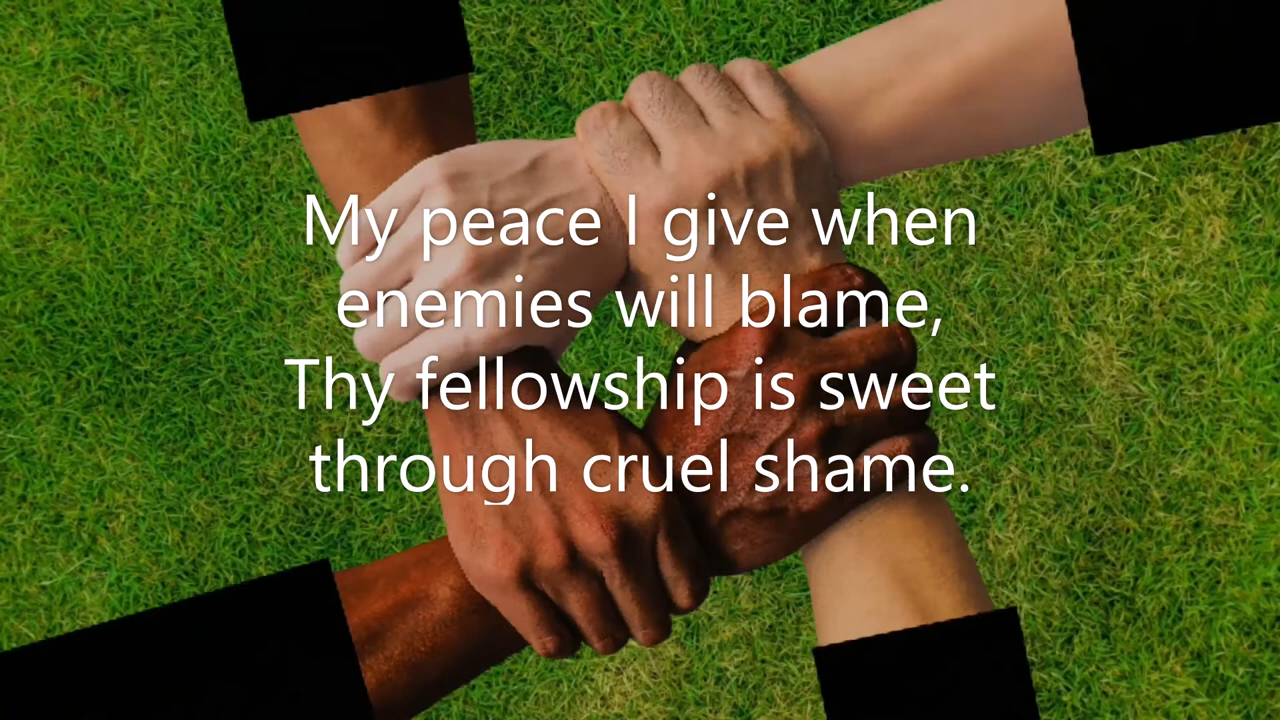 My peace I give when
enemies will blame,
Thy fellowship is sweet
through cruel shame.